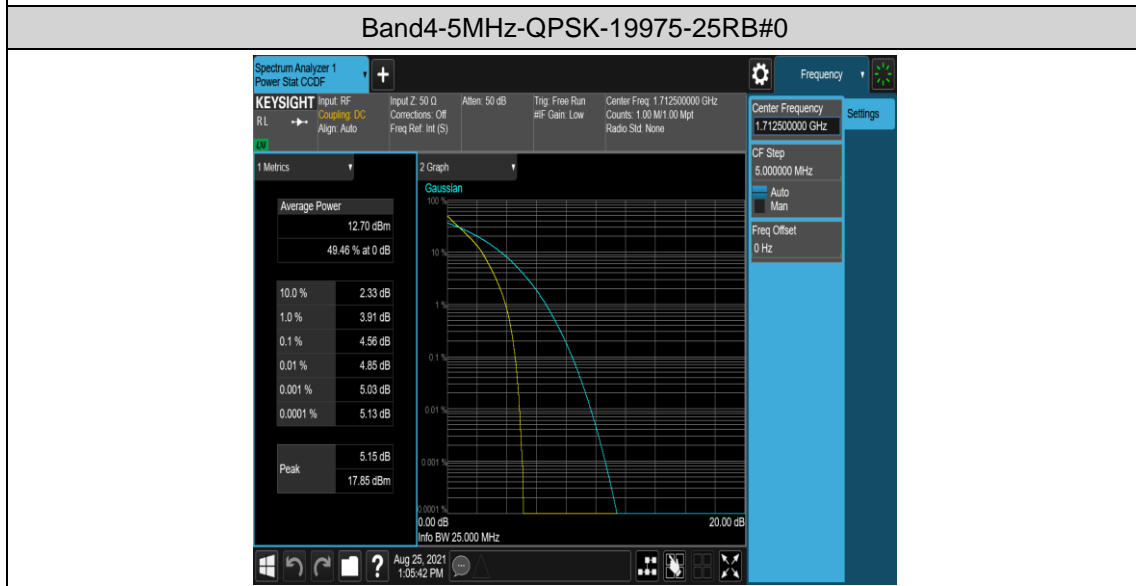 Band4-5MHz-QPSK-19975-25RB#0
Spectrum Analyzer 1
Power Stat CCDF
+
Frequency
KEYSIGHT
RL
LXI
Input: RF
Coupling: DC
Align: Auto
Input Z: 50 Ω
Corrections: Off
Freq Ref: Int (S)
Atten: 50 dB
Trig: Free Run
#IF Gain: Low
Center Freq: 1.712500000 GHz
Counts: 1.00 M/1.00 Mpt
Radio Std: None
Center Frequency
1.712500000 GHz
Settings
CF Step
5.000000 MHz
Auto
Man
Freq Offset
0 Hz
1 Metrics
Average Power
12.70 dBm
49.46 % at 0 dB
10.0 % 2.33 dB
1.0 % 3.91 dB
0.1 % 4.56 dB
0.01 % 4.85 dB
0.001 % 5.03 dB
0.0001 % 5.13 dB
Peak
5.15 dB
17.85 dBm
2 Graph
Gaussian
100 %
10 %
1 %
0.1 %
0.01 %
0.001 %
0.0001 %
0.00 dB 20.00 dB
Info BW 25.000 MHz
?
Aug 25, 2021
1:05:42 PM